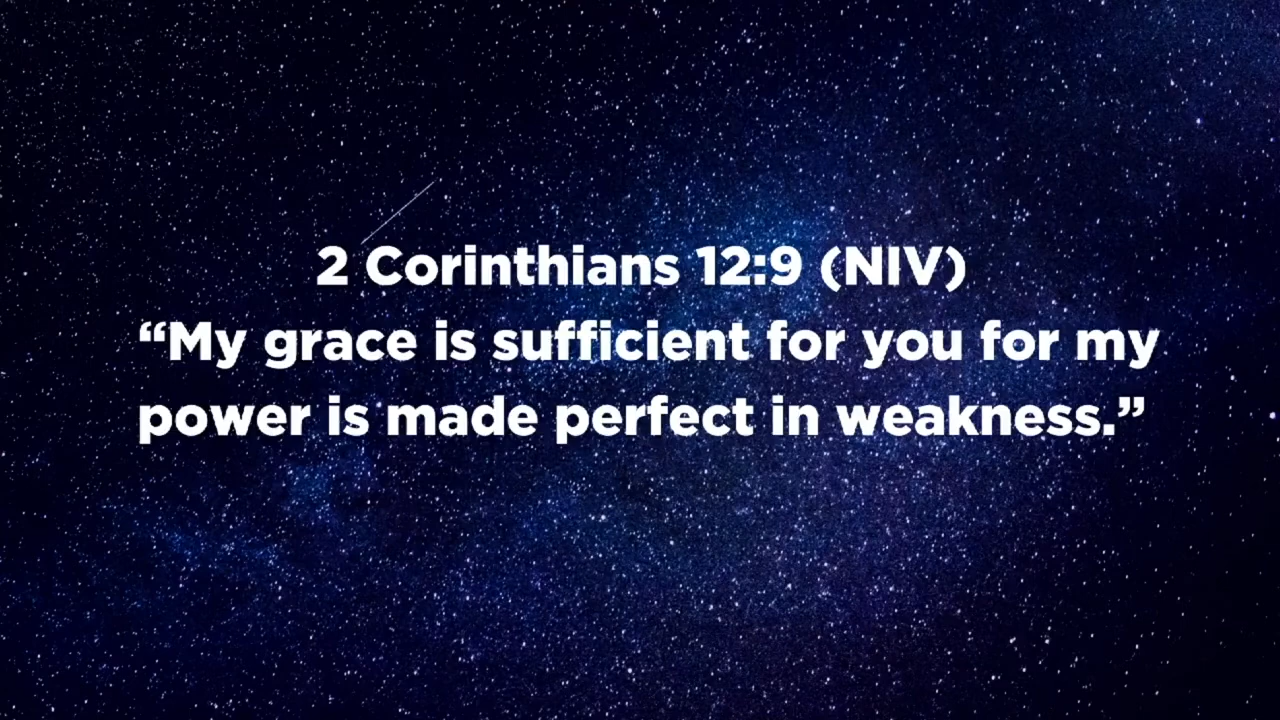 2 Corinthians 12:9 (NIV)
“My grace is sufficient for you for my
power is made perfect in weakness.”